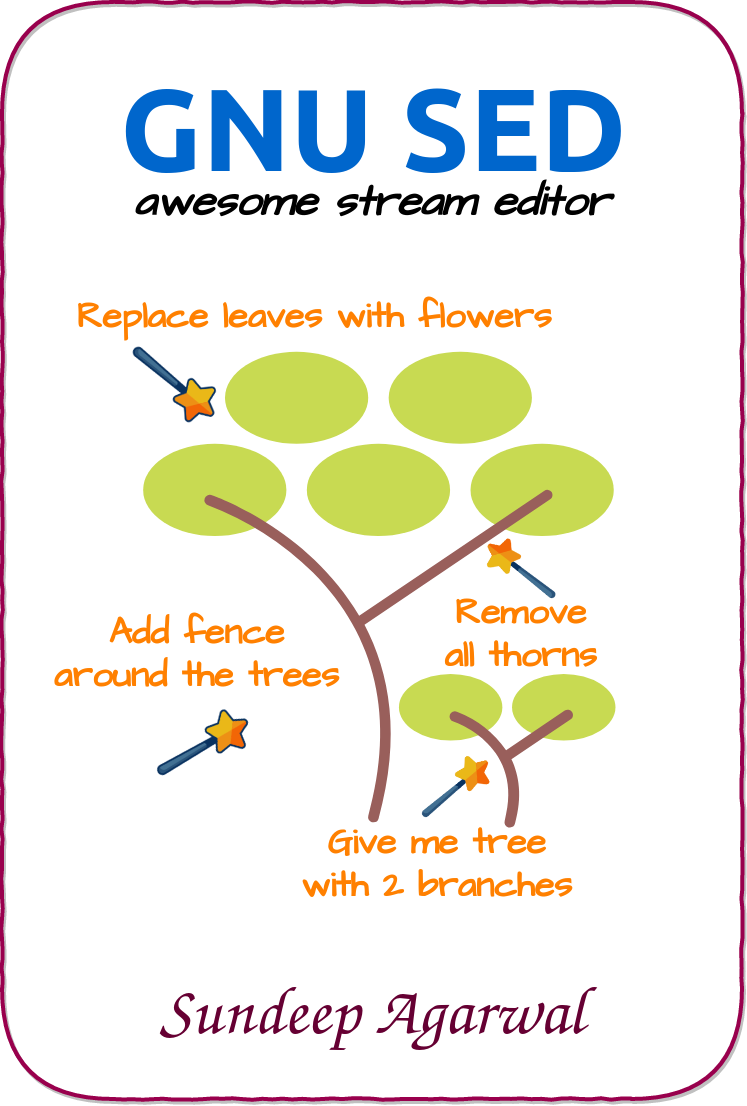 GNU SED
awesome stream editor
Replace leaves with flowers
Remove
all thorns
Add fence
around the trees
Give me tree
with 2 branches
Sundeep Agarwal